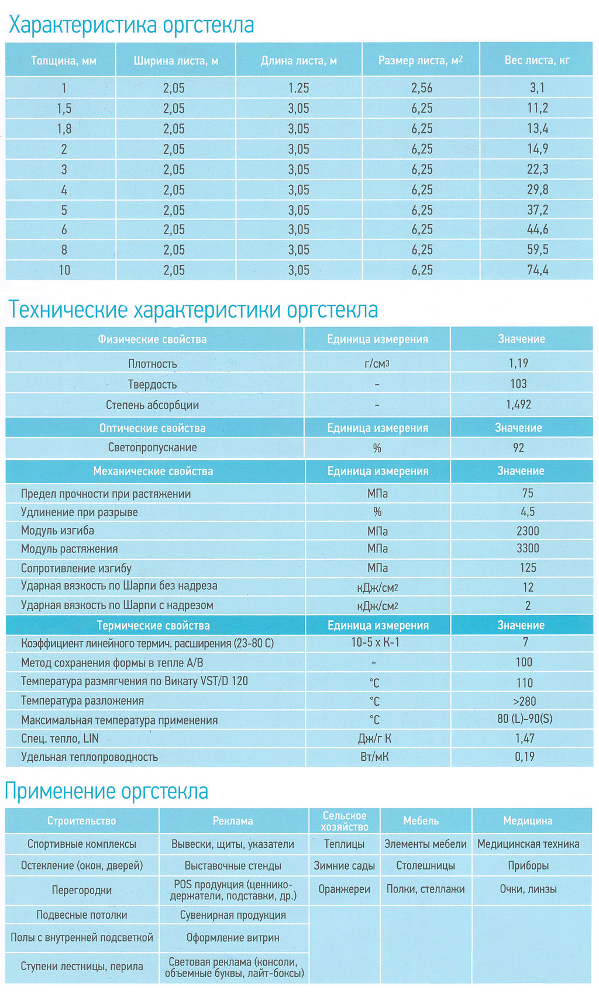 Характеристика оргстекла
Толщина, мм Ширина листа, м Длина листа, м Размер листа, м2 Вес листа, кг
1 2,05 1.25 2,56 3,1
1,5 2,05 3,05 6,25 11,2
1,8 2,05 3,05 6,25 13,4
2 2,05 3,05 6,25 14,9
3 2,05 3,05 6,25 22,3
4 2,05 3,05 6,25 29,8
5 2,05 3,05 6,25 37,2
6 2,05 3,05 6,25 44,6
8 2,05 3,05 6,25 59,5
10 2,05 3,05 6,25 74,4
Технические характеристики оргстекла
Физические свойства Единица измерения Значение
Плотность г/см3 1,19
Твердость - 103
Степень абсорбции - 1,492
Оптические свойства Единица измерения Значение
Светопропускание % 92
Механические свойства Единица измерения Значение
Предел прочности при растяжении МПа 75
Удлинение при разрыве % 4,5
Модуль изгиба МПа 2300
Модуль растяжения МПа 3300
Сопротивление изгибу МПа 125
Ударная вязкость по Шарпи без надреза кДж/см2 12
Ударная вязкость по Шарпи с надрезом кДж/см2 2
Термические свойства Единица измерения Значение
Коэффициент линейного термич. расширения (23-80 С) 10-5 х К-1 7
Метод сохранения формы в тепле А/В - 100
Температура размягчения по Викату VST/D 120 °С 110
Температура разложения °С >280
Максимальная температура применения °С 80 (L)-90(S)
Спец. тепло, LIN Дж/г К 1,47
Удельная теплопроводность Вт/мК 0,19
Применение оргстекла
Строительство Реклама Сельское хозяйство Мебель Медицина
Спортивные комплексы Вывески, щиты, указатели Теплицы Элементы мебели Медицинская техника
Остекление (окон, дверей) Выставочные стенды Зимние сады Столешницы Приборы
Перегородки POS продукция (ценнико-
держатели, подставки, др.) Оранжереи Полки, стеллажи Очки, линзы
Подвесные потолки Сувенирная продукция
Полы с внутренней подсветкой Оформление витрин
Ступени лестницы, перила Световая реклама (консоли,
объемные буквы, лайт-боксы)